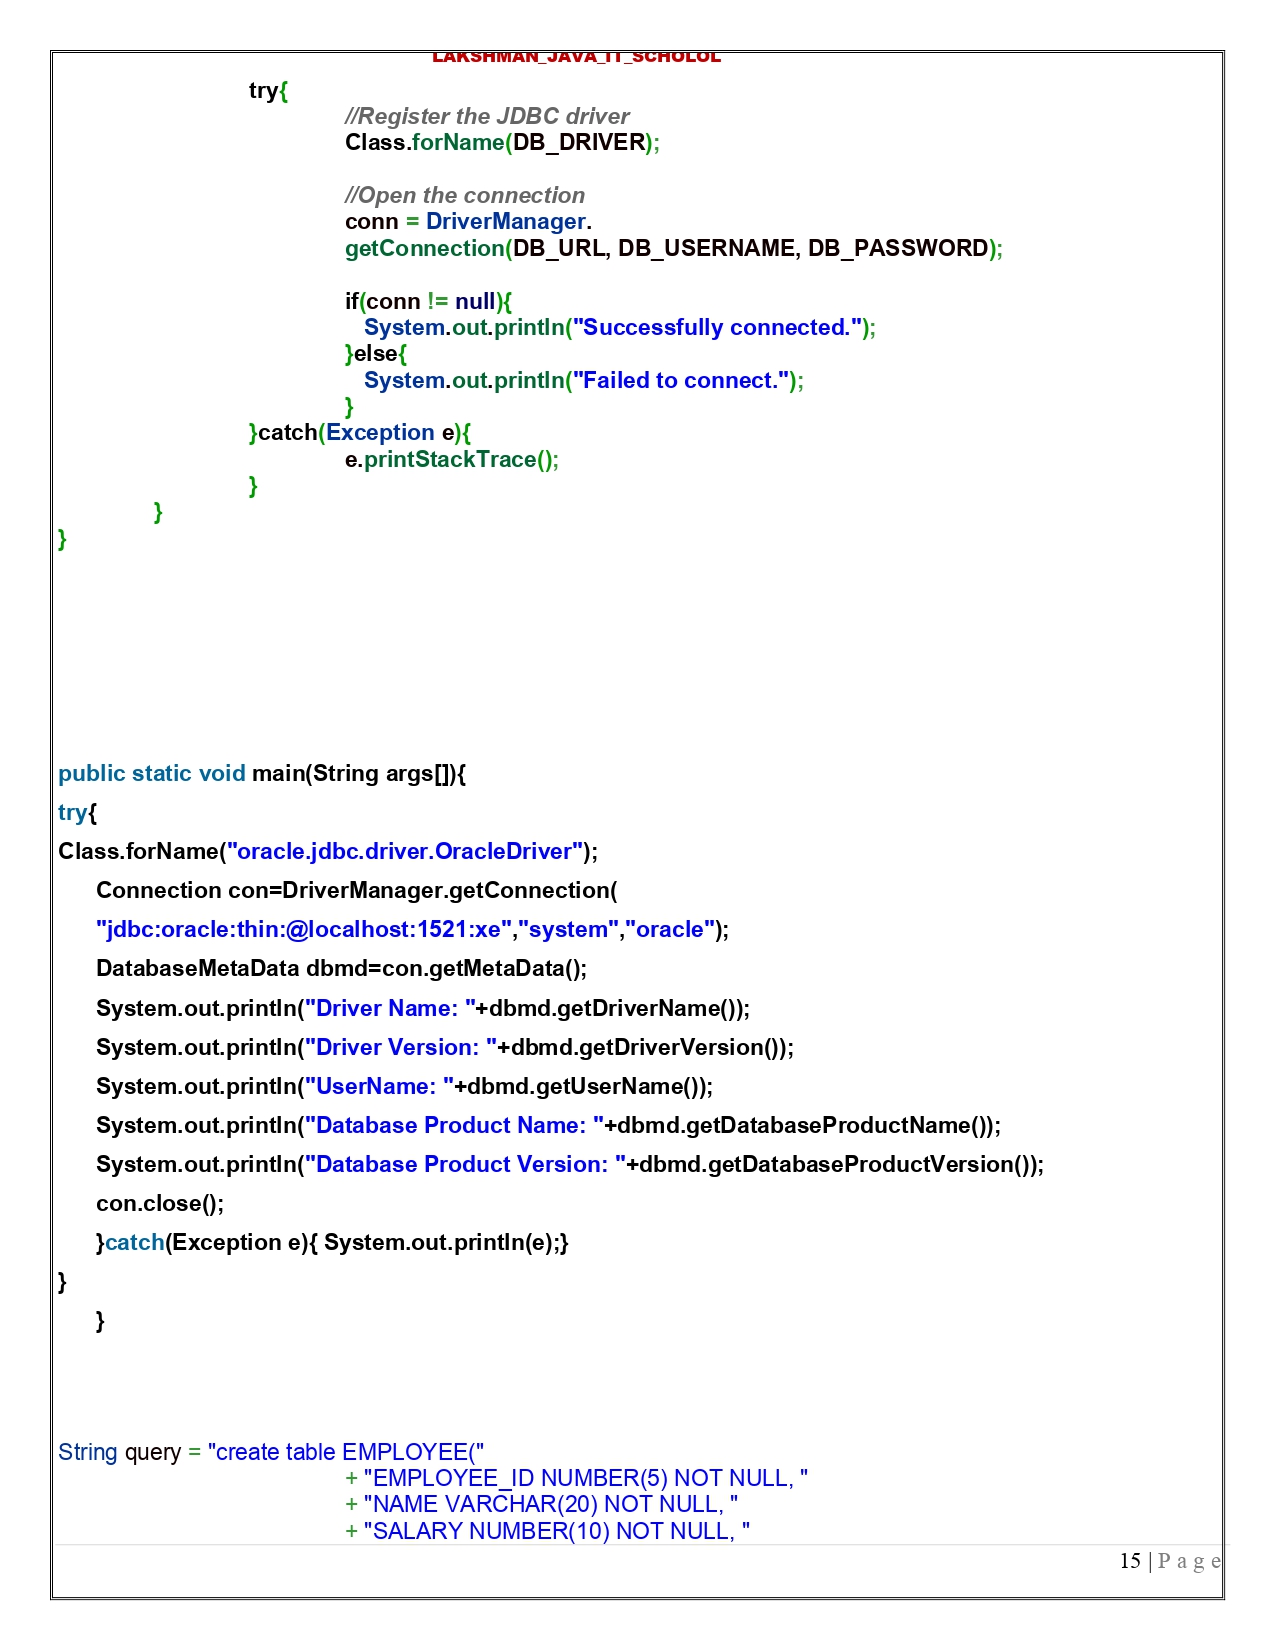 LAKSHMAN_JAVA_IT_SCHOLOL
try{
//Register the JDBC driver
Class.forName(DB_DRIVER);
//Open the connection
conn = DriverManager.
getConnection(DB_URL, DB_USERNAME, DB_PASSWORD);
if(conn != null){
System.out.println("Successfully connected.");
}else{
System.out.println("Failed to connect.");
}
}catch(Exception e){
e.printStackTrace();
}
}
}
public static void main(String args[]){
try{
Class.forName("oracle.jdbc.driver.OracleDriver");
Connection con=DriverManager.getConnection(
"jdbc:oracle:thin:@localhost:1521:xe","system","oracle");
DatabaseMetaData dbmd=con.getMetaData();
System.out.println("Driver Name: "+dbmd.getDriverName());
System.out.println("Driver Version: "+dbmd.getDriverVersion());
System.out.println("UserName: "+dbmd.getUserName());
System.out.println("Database Product Name: "+dbmd.getDatabaseProductName());
System.out.println("Database Product Version: "+dbmd.getDatabaseProductVersion());
con.close();
}catch(Exception e){ System.out.println(e);}
}
}
String query = "create table EMPLOYEE("
+ "EMPLOYEE_ID NUMBER(5) NOT NULL, "
+ "NAME VARCHAR(20) NOT NULL, "
+ "SALARY NUMBER(10) NOT NULL, "
15 | P a g e